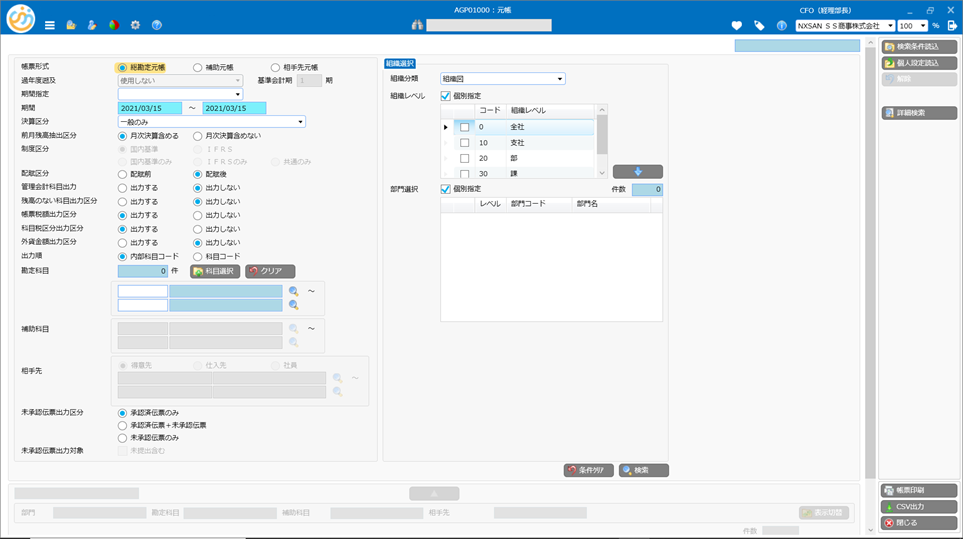 AGP01000：元帳
CFO（経理部長）
NXSAN ＳＳ商事株式会社
100
%
帳票形式
総勘定元帳 補助元帳 相手先元帳
過年度遡及 使用しない 基準会計期 1 期
期間指定
期間 2021/03/15 ～ 2021/03/15
決算区分 一般のみ
前月残高抽出区分 月次決算含める 月次決算含めない
制度区分 国内基準 ＩＦＲＳ
国内基準のみ ＩＦＲＳのみ 共通のみ
配賦区分 配賦前 配賦後
管理会計科目出力 出力する 出力しない
残高のない科目出力区分 出力する 出力しない
帳票税額出力区分 出力する 出力しない
科目税区分出力区分 出力する 出力しない
外貨金額出力区分 出力する 出力しない
出力順 内部科目コード 科目コード
勘定科目 0 件 科目選択 クリア
～
補助科目 ～
得意先 仕入先 社員
相手先 ～
未承認伝票出力区分 承認済伝票のみ
承認済伝票＋未承認伝票
未承認伝票のみ
未承認伝票出力対象 未提出含む
組織選択
組織分類 組織図
組織レベル 個別指定
コード 組織レベル
0 全社
10 支社
20 部
30 課
部門選択 個別指定 件数 0
レベル 部門コード 部門名
条件クリア 検索
部門 勘定科目 補助科目 相手先 表示切替
件数
検索条件読込
個人設定読込
解除
詳細検索
帳票印刷
CSV出力
閉じる